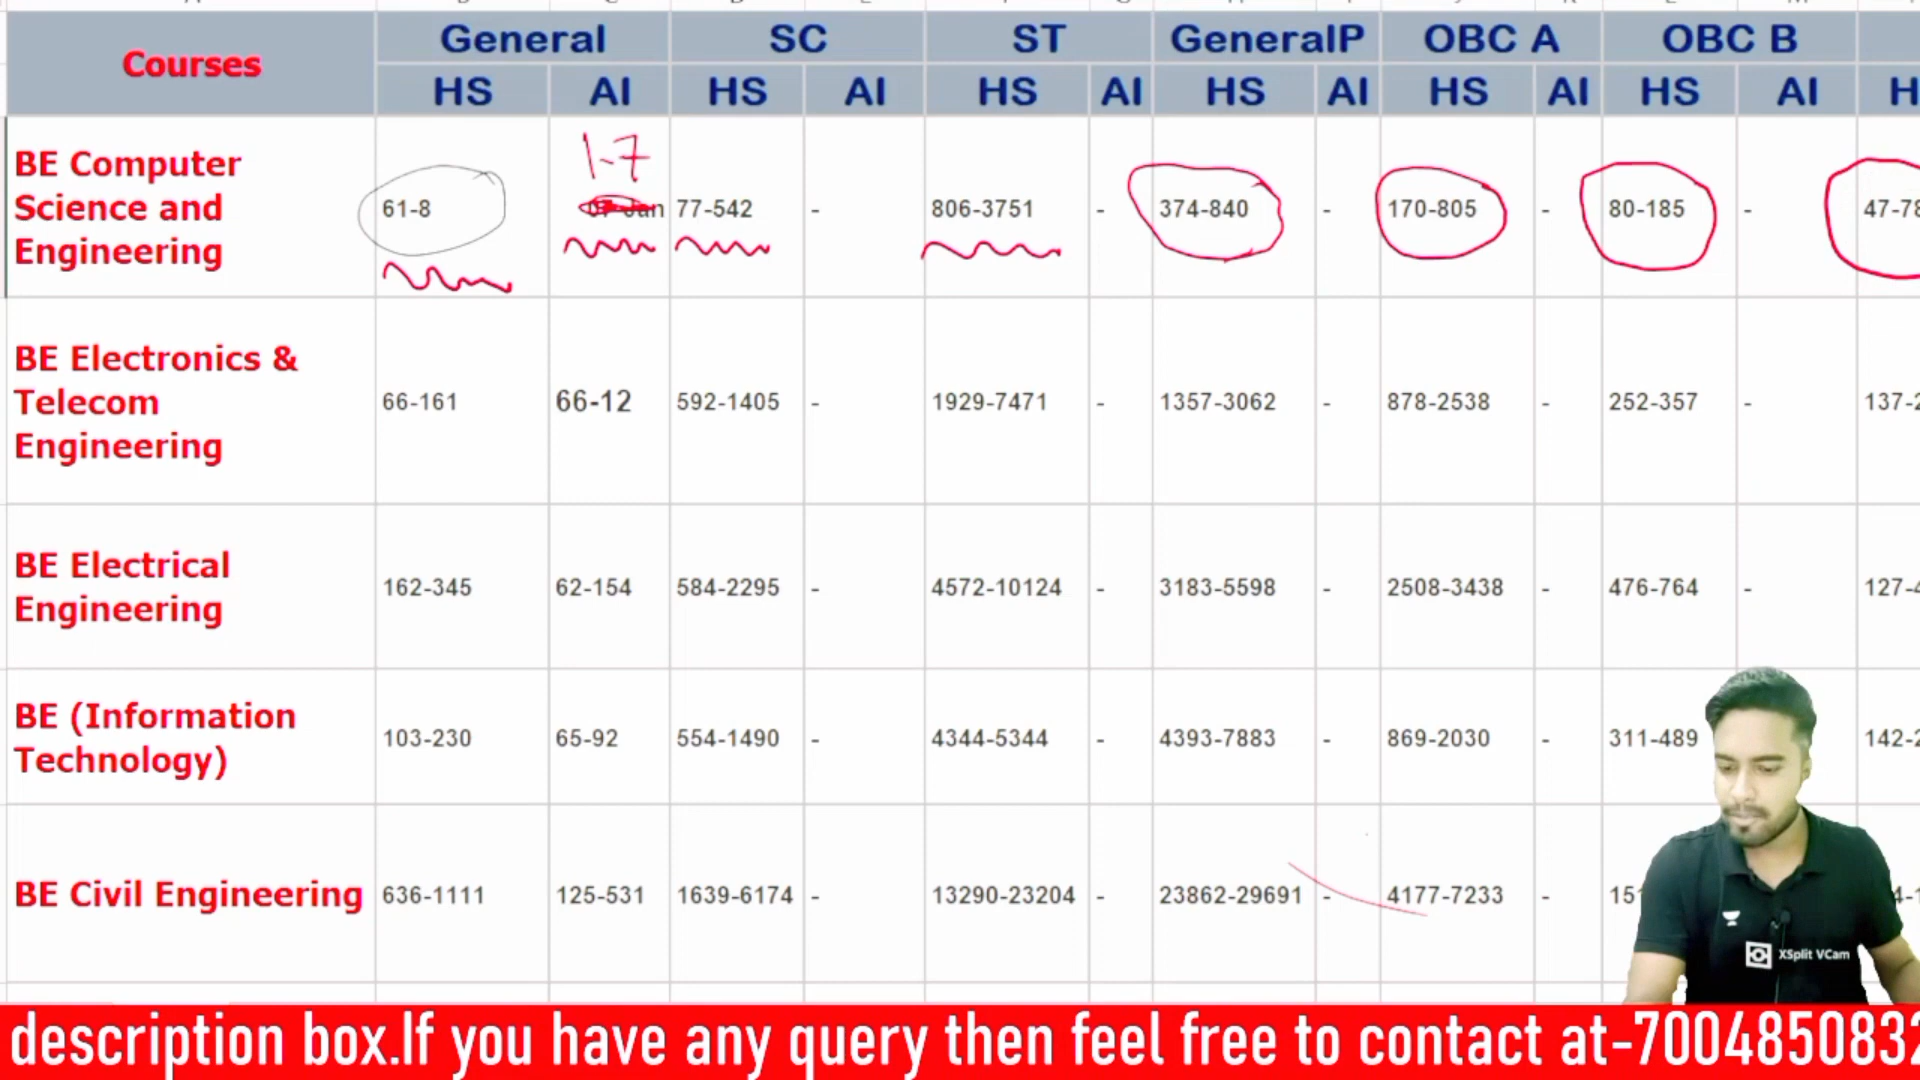 Courses General SC ST GeneralP OBC A OBC B
HS AI HS AI HS AI HS AI HS AI HS AI
BE Computer Science and Engineering 61-8 1-7 77-542 - 806-3751 - 374-840 - 170-805 - 80-185 -
BE Electronics & Telecom Engineering 66-161 66-12 592-1405 - 1929-7471 - 1357-3062 - 878-2538 - 252-357 -
BE Electrical Engineering 162-345 62-154 584-2295 - 4572-10124 - 3183-5598 - 2508-3438 - 476-764 -
BE (Information Technology) 103-230 65-92 554-1490 - 4344-5344 - 4393-7883 - 869-2030 - 311-489
BE Civil Engineering 636-1111 125-531 1639-6174 - 13290-23204 - 23862-29691 - 4177-7233 -
XSplit VCam
description box.If you have any query then feel free to contact at-700485083